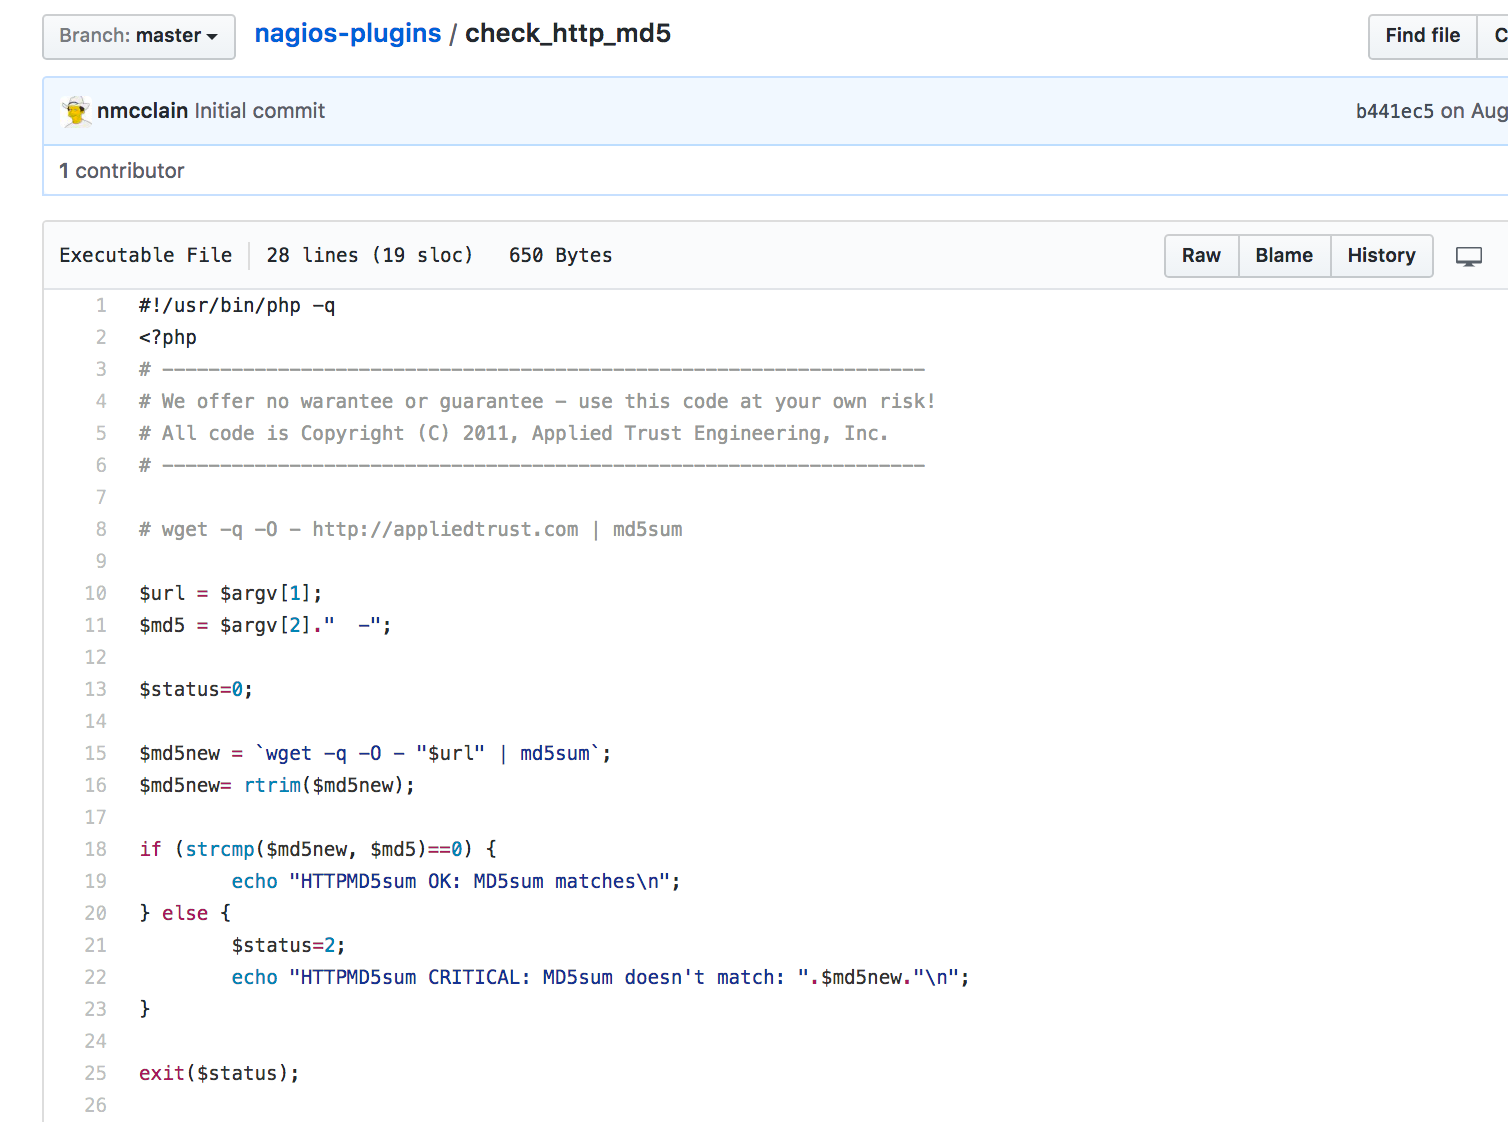 Branch: master
nagios-plugins / check_http_md5
Find file
nmcclain Initial commit
b441ec5 on Aug
1 contributor
Executable File 28 lines (19 sloc) 650 Bytes
Raw Blame History
1 #!/usr/bin/php -q
2 <?php
3 # ------------------------------------------------------------------
4 # We offer no warantee or guarantee - use this code at your own risk!
5 # All code is Copyright (C) 2011, Applied Trust Engineering, Inc.
6 # ------------------------------------------------------------------
7
8 # wget -q -O - http://appliedtrust.com | md5sum
9
10 $url = $argv[1];
11 $md5 = $argv[2]."  -";
12
13 $status=0;
14
15 $md5new = `wget -q -O - "$url" | md5sum`;
16 $md5new= rtrim($md5new);
17
18 if (strcmp($md5new, $md5)==0) {
19         echo "HTTPMD5sum OK: MD5sum matches\n";
20 } else {
21         $status=2;
22         echo "HTTPMD5sum CRITICAL: MD5sum doesn't match: ".$md5new."\n";
23 }
24
25 exit($status);
26